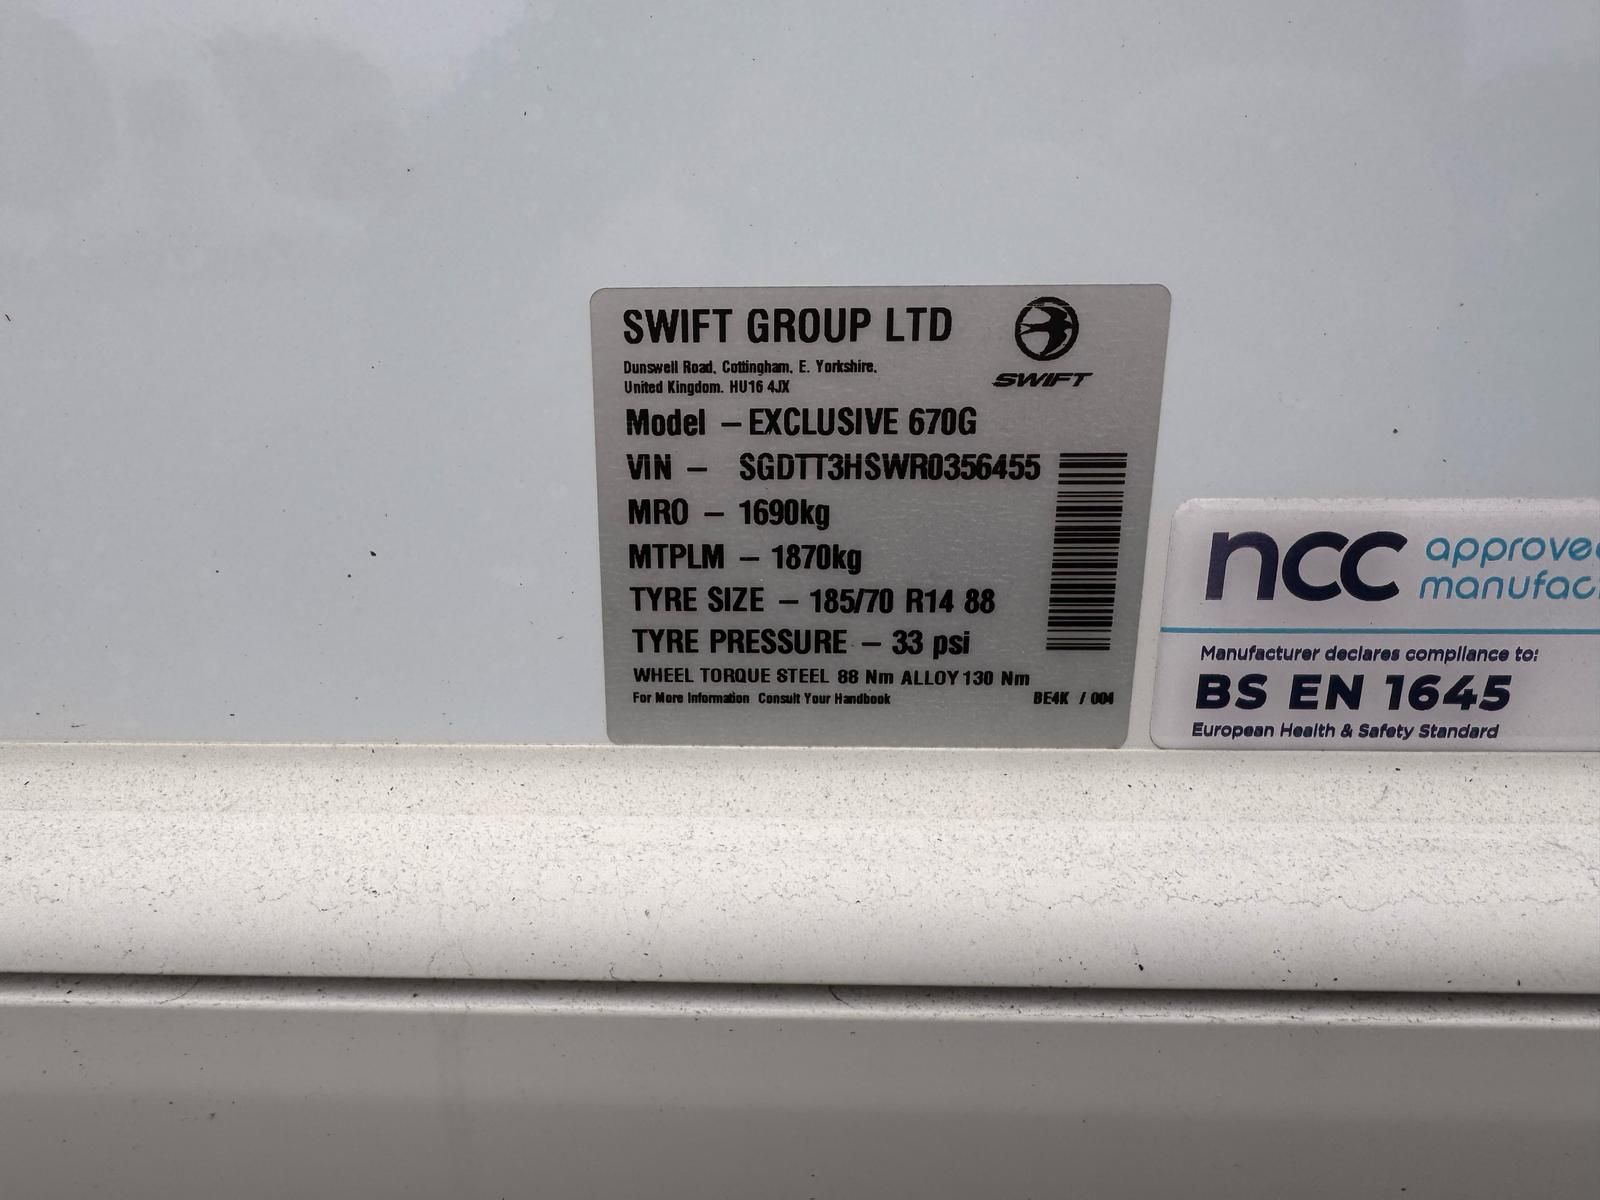 SWIFT GROUP LTD
Dunswell Road, Cottingham, E. Yorkshire,
United Kingdom. HU16 4JX
SWIFT
Model – EXCLUSIVE 670G
VIN – SGDTT3HSWR0356455
MRO – 1690kg
MTPLM – 1870kg
TYRE SIZE – 185/70 R14 88
TYRE PRESSURE – 33 psi
WHEEL TORQUE STEEL 88 Nm ALLOY 130 Nm
For More Information Consult Your Handbook BE4K / 004
ncc approved
manufac
Manufacturer declares compliance to:
BS EN 1645
European Health & Safety Standard